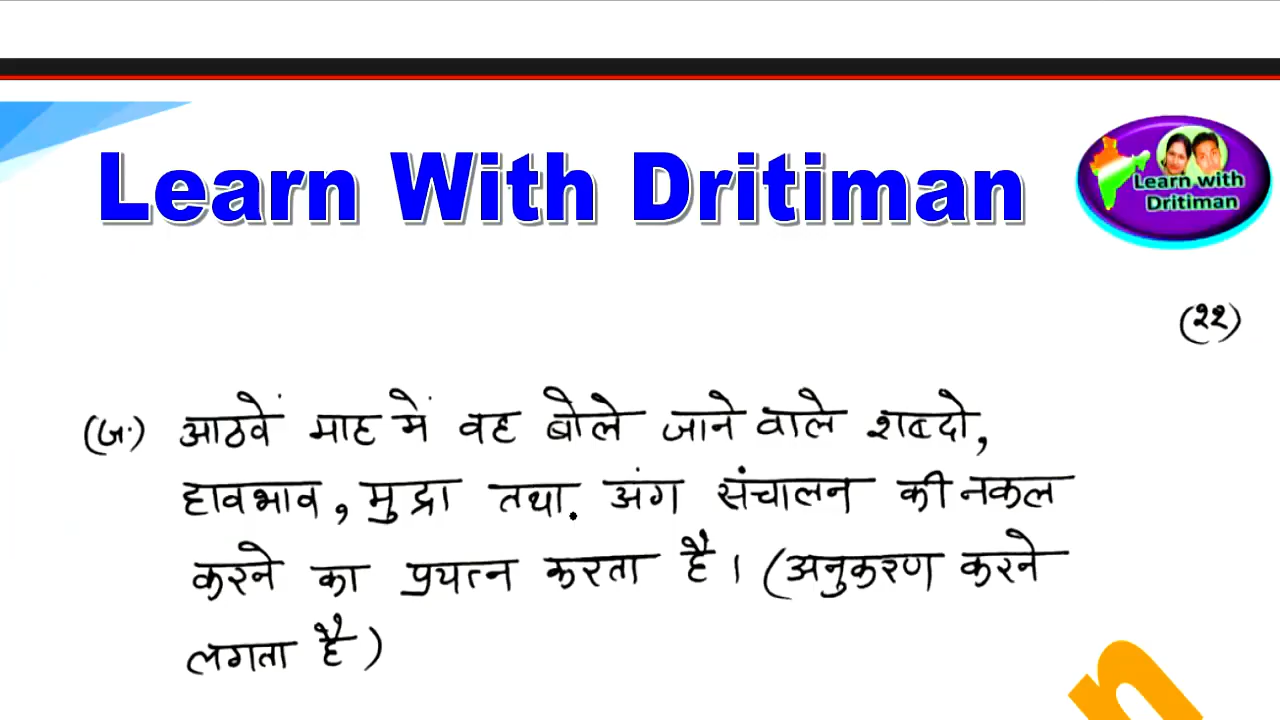 Learn With Dritiman
Learn with
Dritiman
(२२)
(ज.) आठवें माह में वह बोले जाने वाले शब्दो,
हावभाव, मुद्रा तथा. अंग संचालन की नकल
करने का प्रयत्न करता है। (अनुकरण करने
लगता है)
n